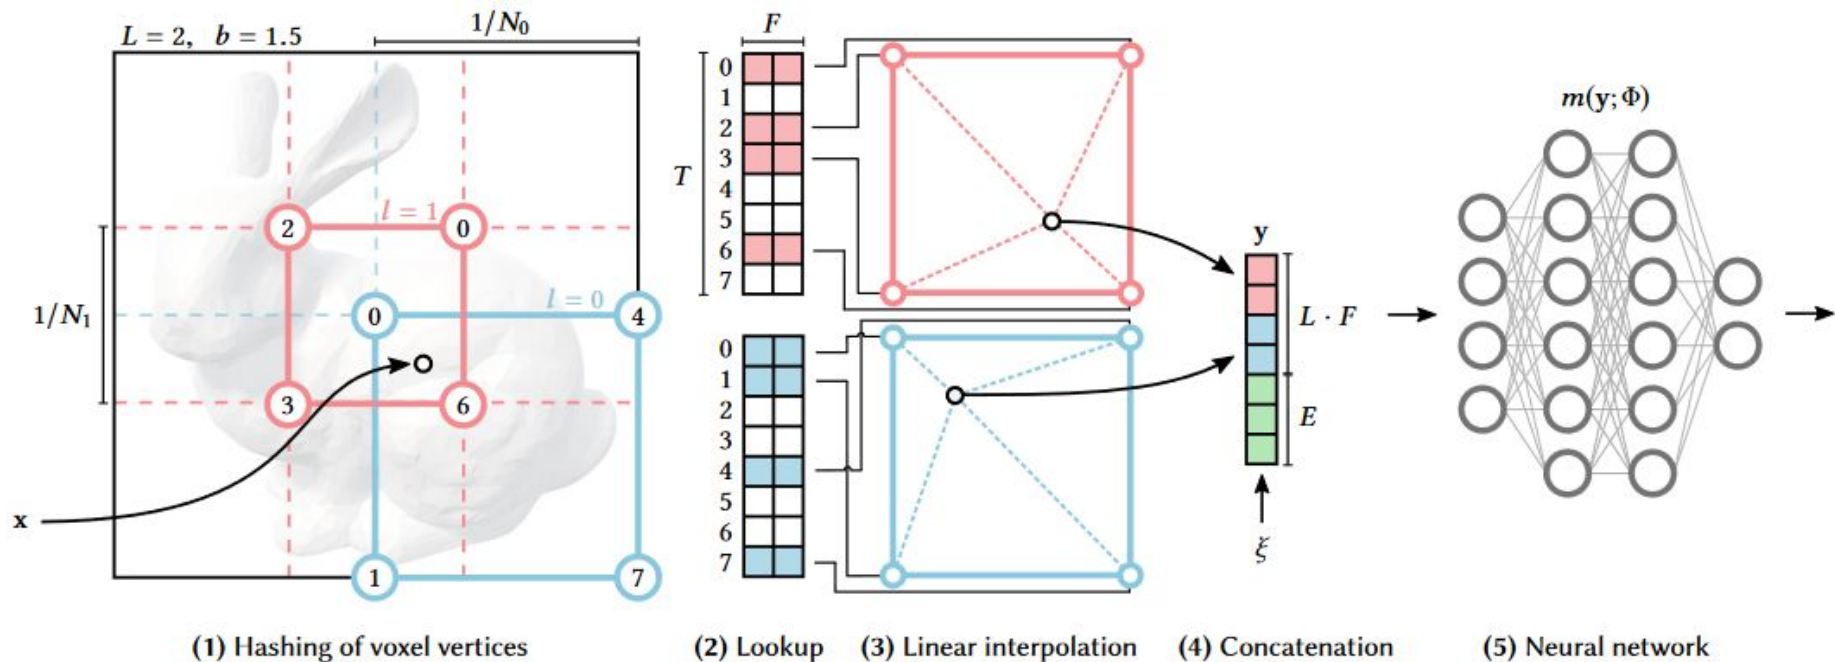 L = 2, b = 1.5
1/N₀
l = 1
2
0
1/N₁
l = 0
0
4
3
6
x
1
7
F
T
0
1
2
3
4
5
6
7
0
1
2
3
4
5
6
7
y
L · F
E
ξ
m(y; Φ)
(1) Hashing of voxel vertices
(2) Lookup
(3) Linear interpolation
(4) Concatenation
(5) Neural network